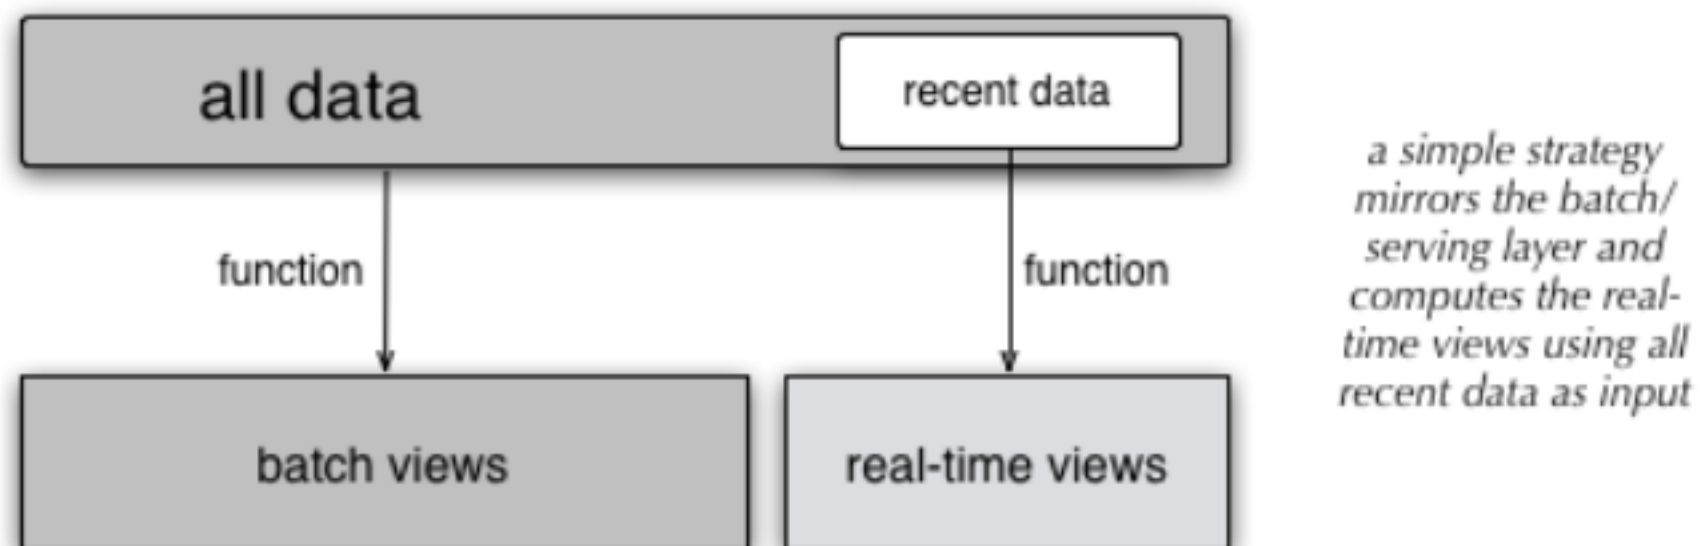 all data
recent data
function
function
batch views
real-time views
a simple strategy
mirrors the batch/
serving layer and
computes the real-
time views using all
recent data as input